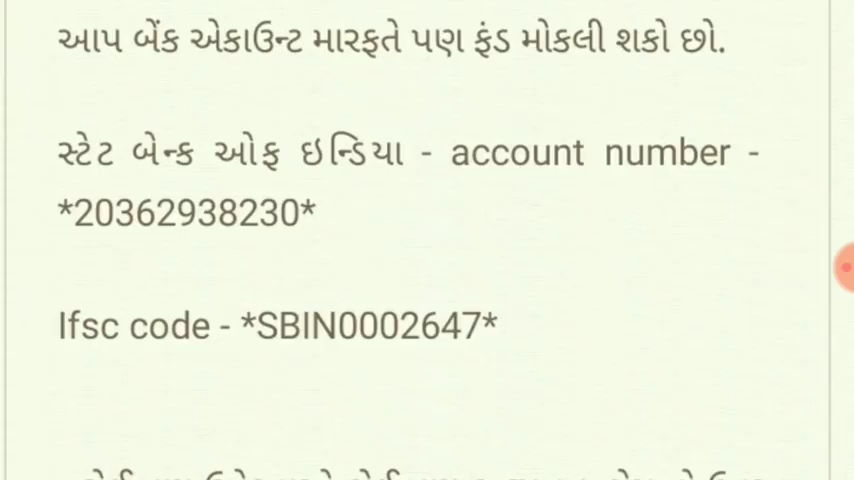 આપ બેંક એકાઉન્ટ મારફતે પણ ફંડ મોકલી શકો છો.
સ્ટેટ બેન્ક ઓફ ઇન્ડિયા - account number -
*20362938230*
Ifsc code - *SBIN0002647*